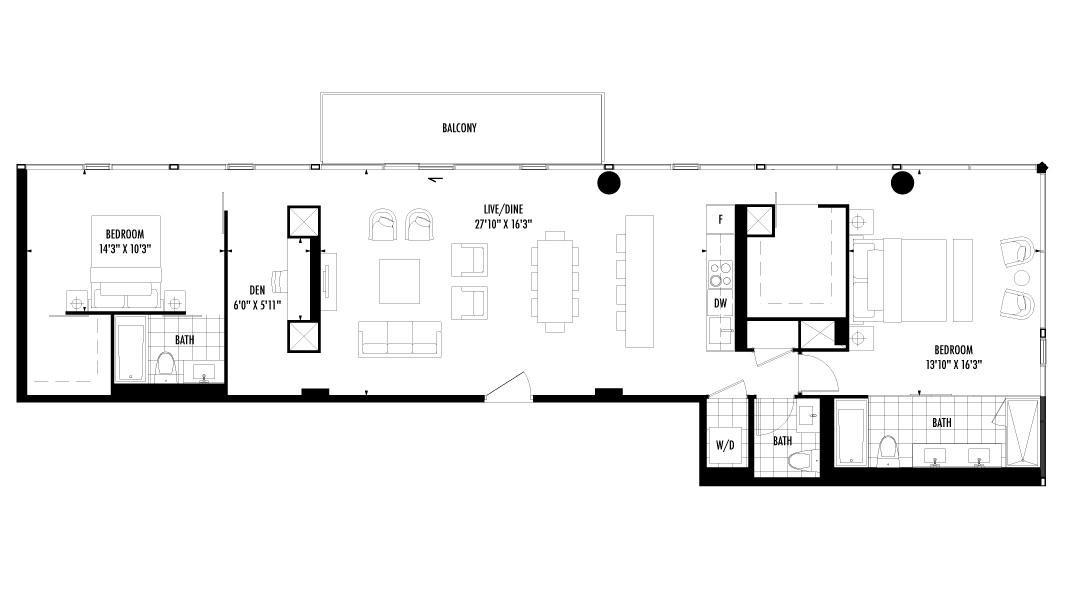 BALCONY
LIVE/DINE
27'10" X 16'3"
F
BEDROOM
14'3" X 10'3"
DEN
6'0" X 5'11"
DW
BATH
BEDROOM
13'10" X 16'3"
BATH
BATH
W/D